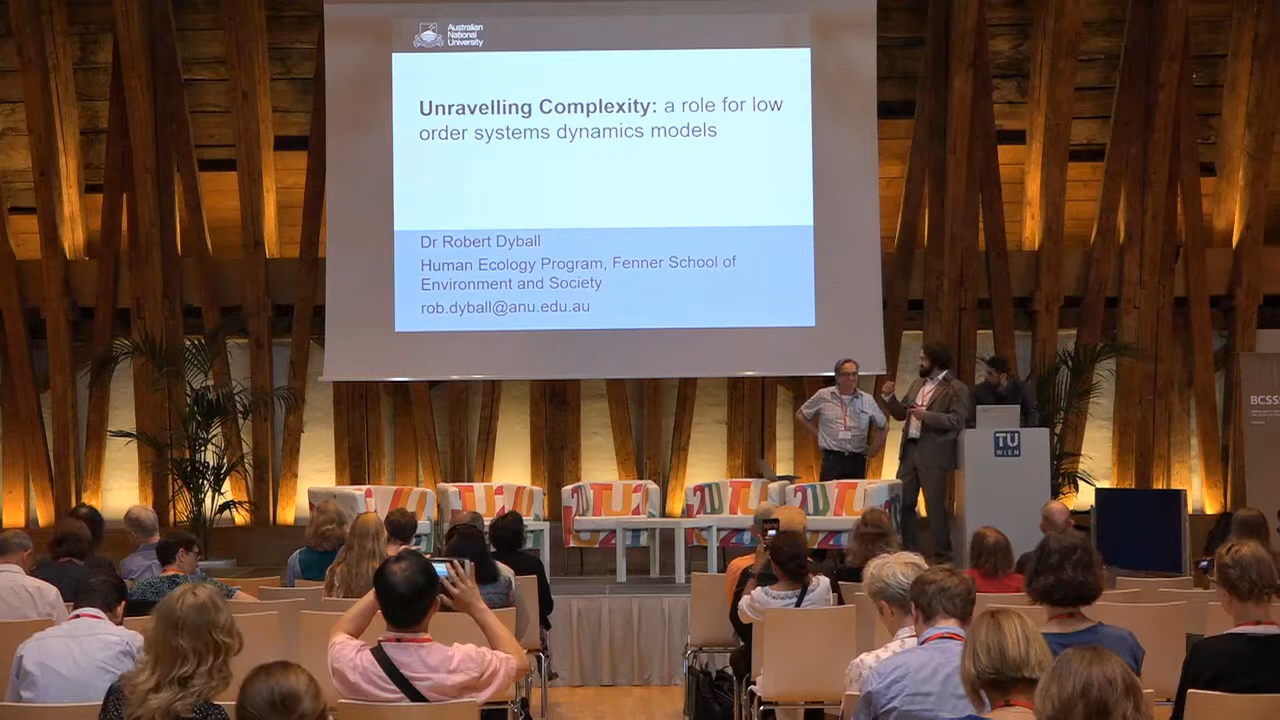 Australian
National
University
Unravelling Complexity: a role for low
order systems dynamics models
Dr Robert Dyball
Human Ecology Program, Fenner School of
Environment and Society
rob.dyball@anu.edu.au
TU
WIEN
BCSSS